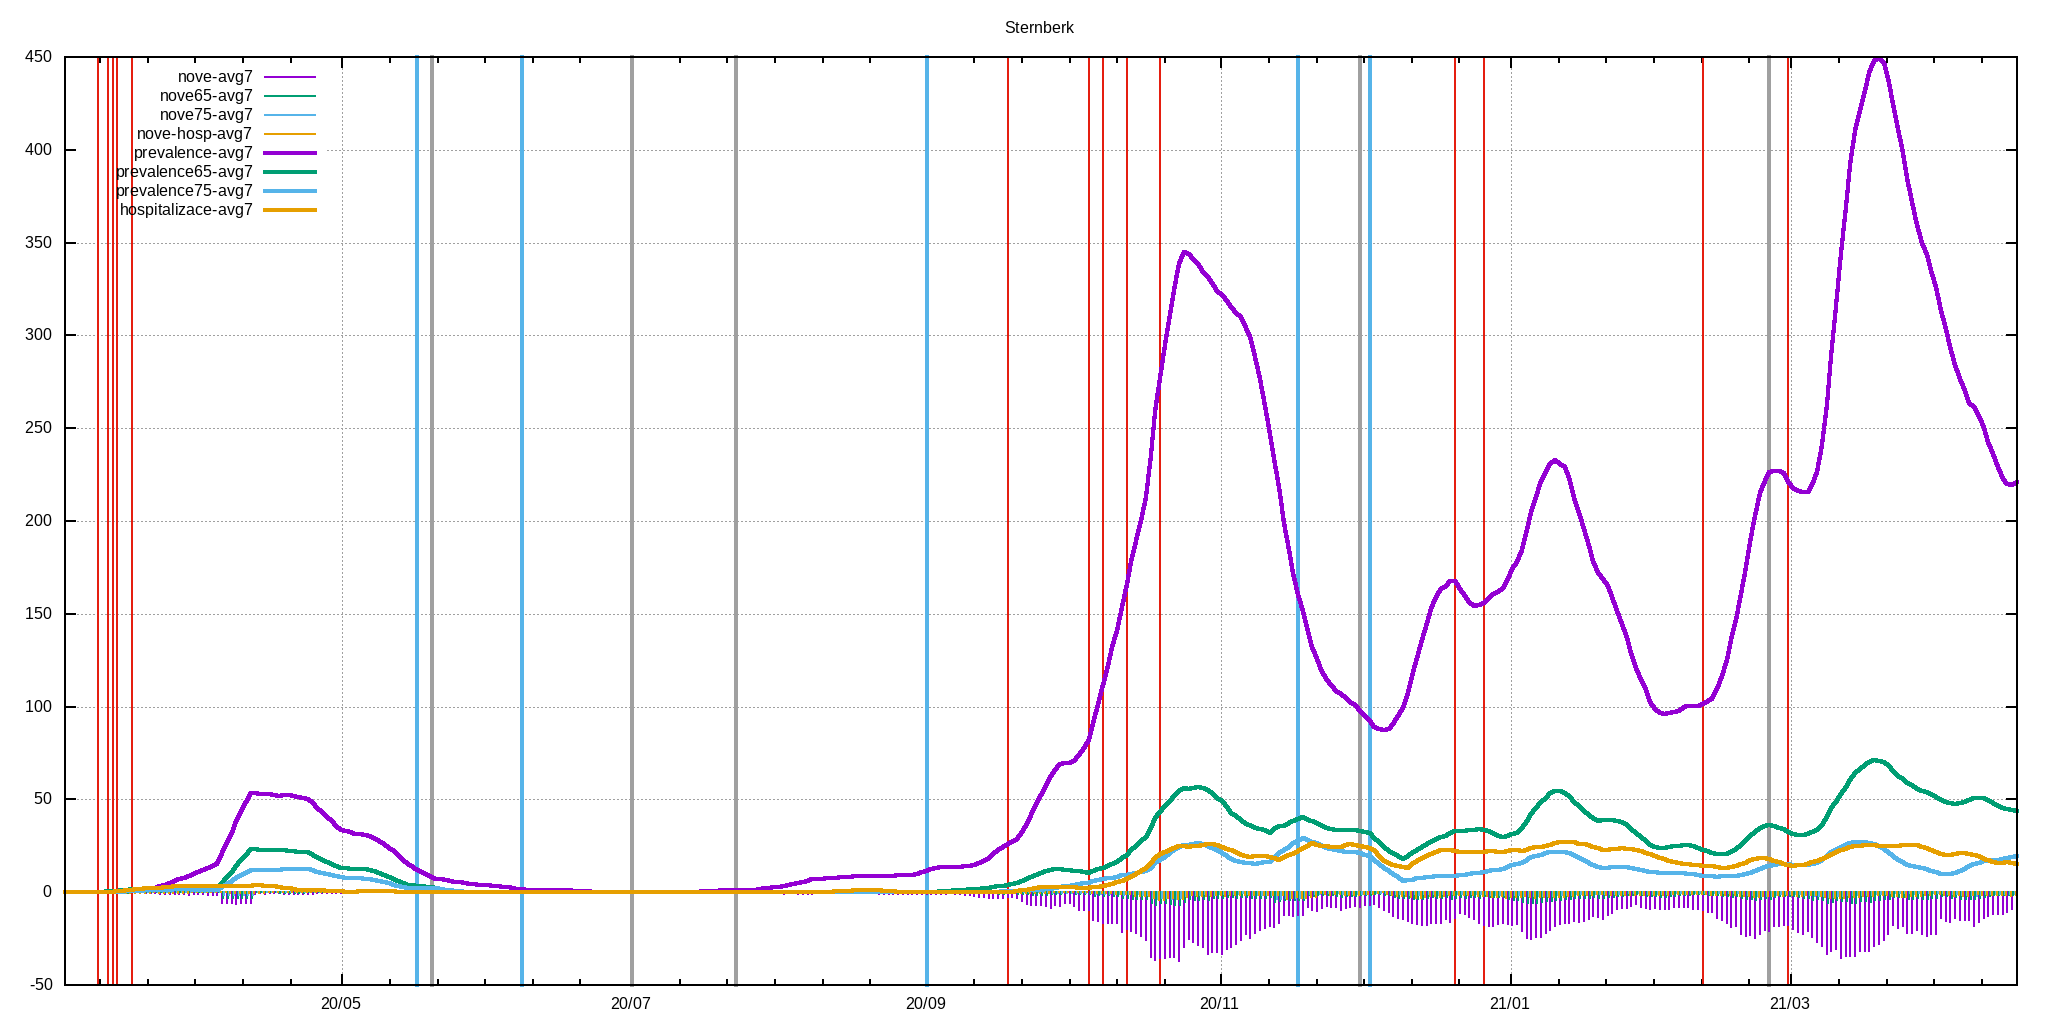 Sternberk
450
400
350
300
250
200
150
100
50
0
-50
nove-avg7
nove65-avg7
nove75-avg7
nove-hosp-avg7
prevalence-avg7
prevalence65-avg7
prevalence75-avg7
hospitalizace-avg7
20/05
20/07
20/09
20/11
21/01
21/03